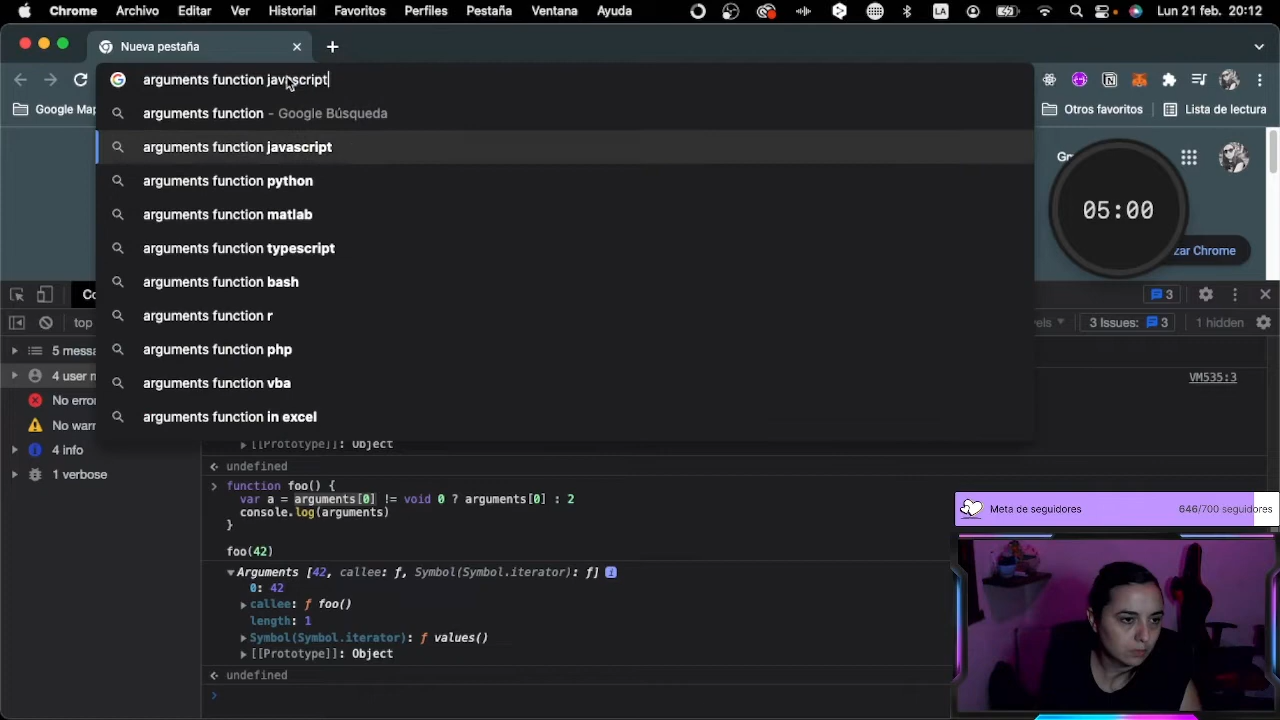 Chrome Archivo Editar Ver Historial Favoritos Perfiles Pestaña Ventana Ayuda LA Lun 21 feb. 20:12
Nueva pestaña
arguments function javascript
Google Map
Otros favoritos Lista de lectura
arguments function - Google Búsqueda
arguments function javascript
arguments function python
arguments function matlab
arguments function typescript
arguments function bash
arguments function r
arguments function php
arguments function vba
arguments function in excel
05:00
zar Chrome
3
top
3 Issues: 3
1 hidden
5 messa
4 user m
VM535:3
No erro
No warn
4 info
1 verbose
[[Prototype]]: Object
undefined
function foo() {
var a = arguments[0] != void 0 ? arguments[0] : 2
console.log(arguments)
}
foo(42)
Arguments [42, callee: ƒ, Symbol(Symbol.iterator): ƒ] i
0: 42
callee: ƒ foo()
length: 1
Symbol(Symbol.iterator): ƒ values()
[[Prototype]]: Object
undefined
Meta de seguidores 646/700 seguidores